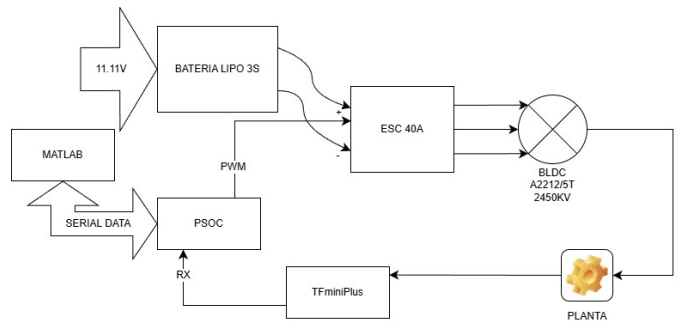 11.11V
BATERIA LIPO 3S
+
ESC 40A
-
MATLAB
PWM
BLDC
A2212/5T
2450KV
SERIAL DATA
PSOC
RX
TFminiPlus
PLANTA